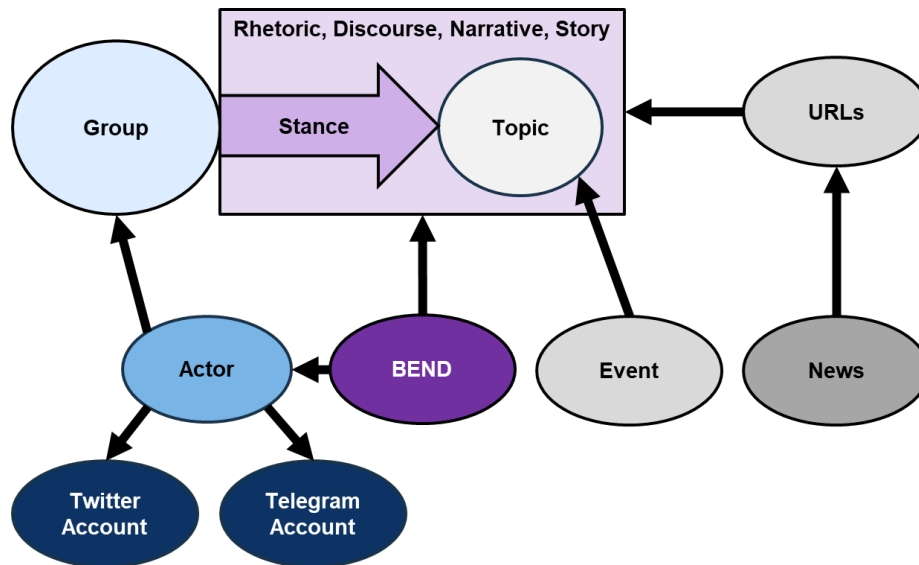 Rhetoric, Discourse, Narrative, Story
Group
Stance
Topic
URLs
Actor
BEND
Event
News
Twitter
Account
Telegram
Account